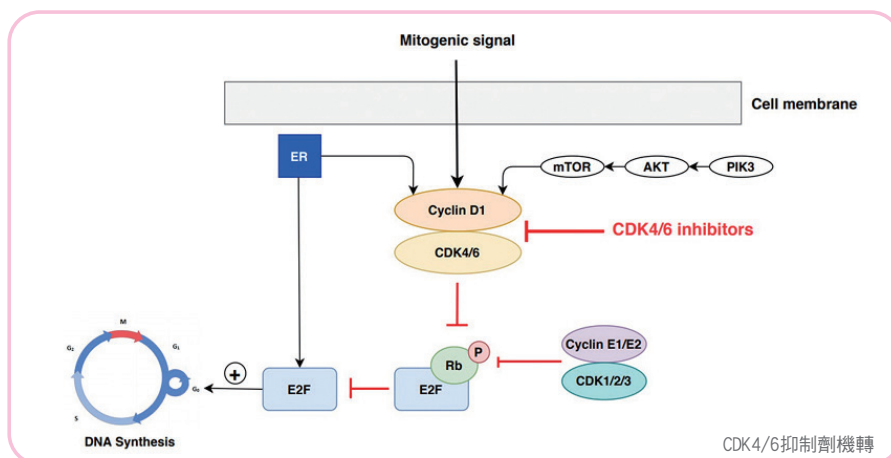 Mitogenic signal
Cell membrane
ER
mTOR
AKT
PIK3
Cyclin D1
CDK4/6 inhibitors
CDK4/6
M
G₂
G₁
P
Cyclin E1/E2
Rb
+
G₀
E2F
E2F
CDK1/2/3
S
DNA Synthesis
CDK4/6抑制劑機轉